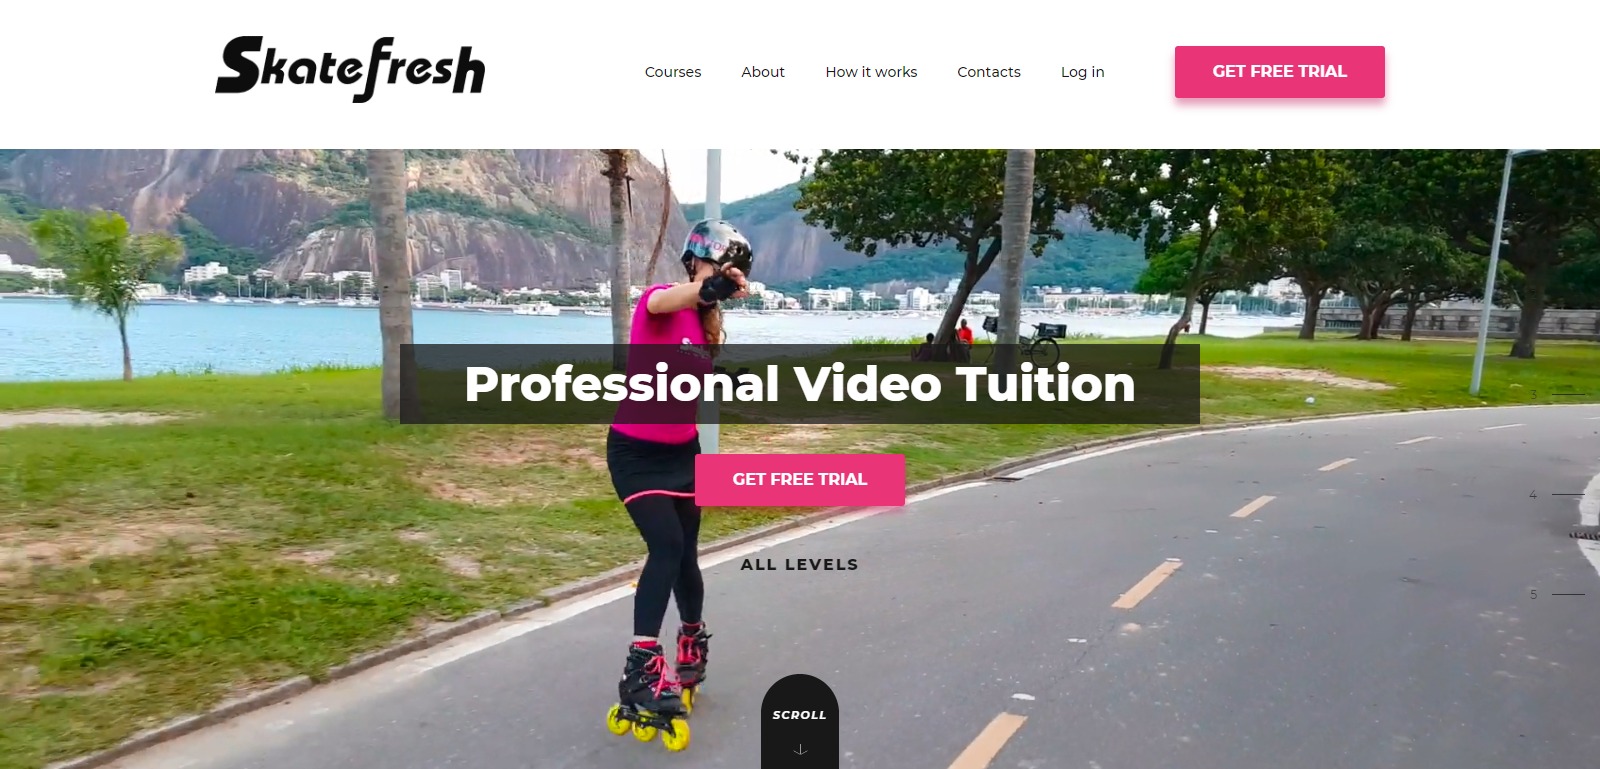 Skatefresh
Courses
About
How it works
Contacts
Log in
GET FREE TRIAL
Professional Video Tuition
GET FREE TRIAL
ALL LEVELS
SCROLL
3
4
5